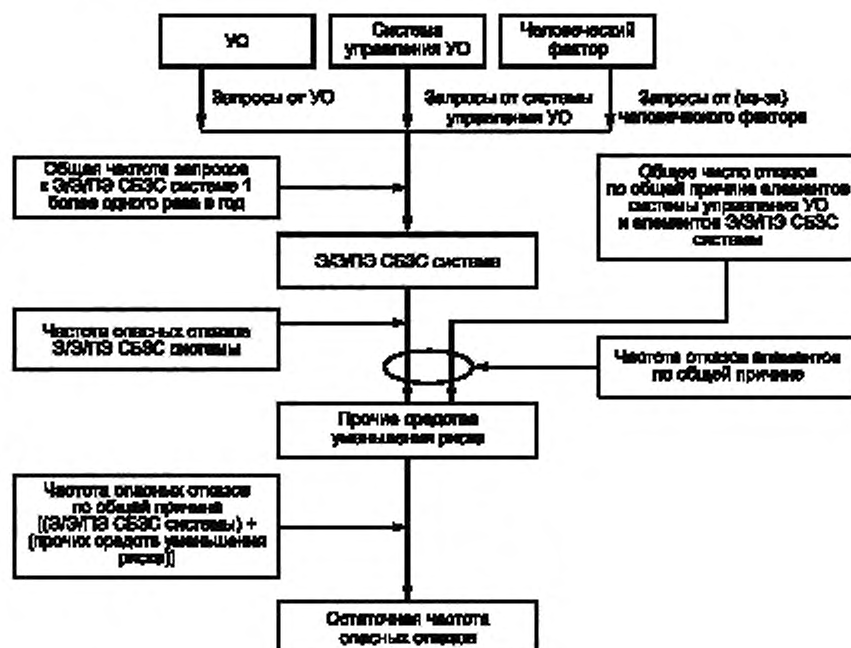 УО
Система
управления УО
Человеческий
фактор
Запросы от УО
Запросы от системы
управления УО
Запросы от (из-за)
человеческого фактора
Общая частота запросов
к Э/Э/ПЭ СБЗС системе 1
более одного раза в год
Общее число отказов
по общей причине элементов
системы управления УО
и элементов Э/Э/ПЭ СБЗС
системы
Э/Э/ПЭ СБЗС система
Частота опасных отказов
Э/Э/ПЭ СБЗС системы
Частота отказов элементов
по общей причине
Прочие средства
уменьшения риска
Частота опасных отказов
по общей причина
[(Э/Э/ПЭ СБЗС системы) +
(прочих средств уменьшения
риска)]
Остаточная частота
опасных отказов